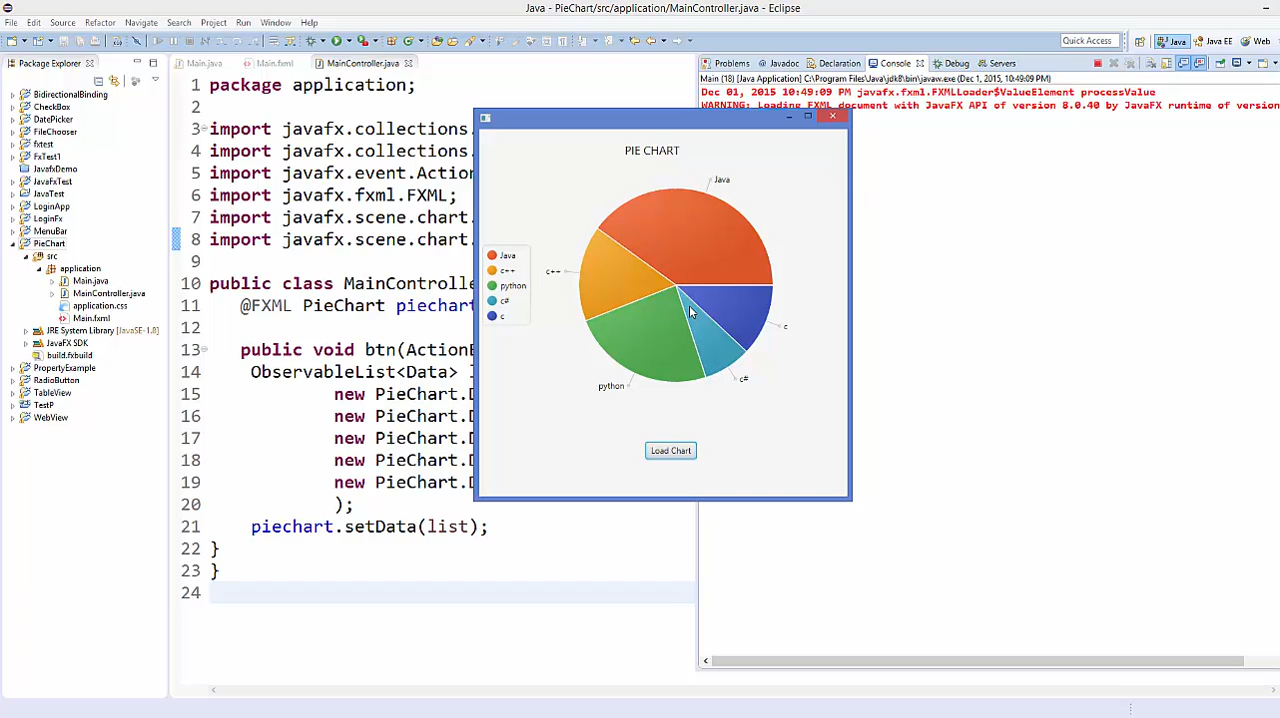 Java - PieChart/src/application/MainController.java - Eclipse
File Edit Source Refactor Navigate Search Project Run Window Help
Quick Access Java Java EE Web
Package Explorer
BidirectionalBinding
CheckBox
DatePicker
FileChooser
fxtest
FxTest1
JavafxDemo
JavaFxTest
JavaTest
LoginApp
LoginFx
MenuBar
PieChart
src
application
Main.java
MainController.java
application.css
Main.fxml
JRE System Library [JavaSE-1.8]
JavaFX SDK
build.fxbuild
PropertyExample
RadioButton
TableView
TestP
WebView
Main.java Main.fxml MainController.java
1 package application;
2
3 import javafx.collections.
4 import javafx.collections.
5 import javafx.event.Action
6 import javafx.fxml.FXML;
7 import javafx.scene.chart.
8 import javafx.scene.chart.
9
10 public class MainControlle
11 @FXML PieChart piechart
12
13 public void btn(ActionE
14 ObservableList<Data> l
15 new PieChart.D
16 new PieChart.D
17 new PieChart.D
18 new PieChart.D
19 new PieChart.D
20 );
21 piechart.setData(list);
22 }
23 }
24
PIE CHART
Java
c++
python
c#
c
Java
c++
python
c#
c
Load Chart
Problems Javadoc Declaration Console Debug Servers
Main (18) [Java Application] C:\Program Files\Java\jdk8\bin\javaw.exe (Dec 1, 2015, 10:49:09 PM)
Dec 01, 2015 10:49:09 PM javafx.fxml.FXMLLoader$ValueElement processValue
WARNING: Loading FXML document with JavaFX API of version 8.0.40 by JavaFX runtime of version